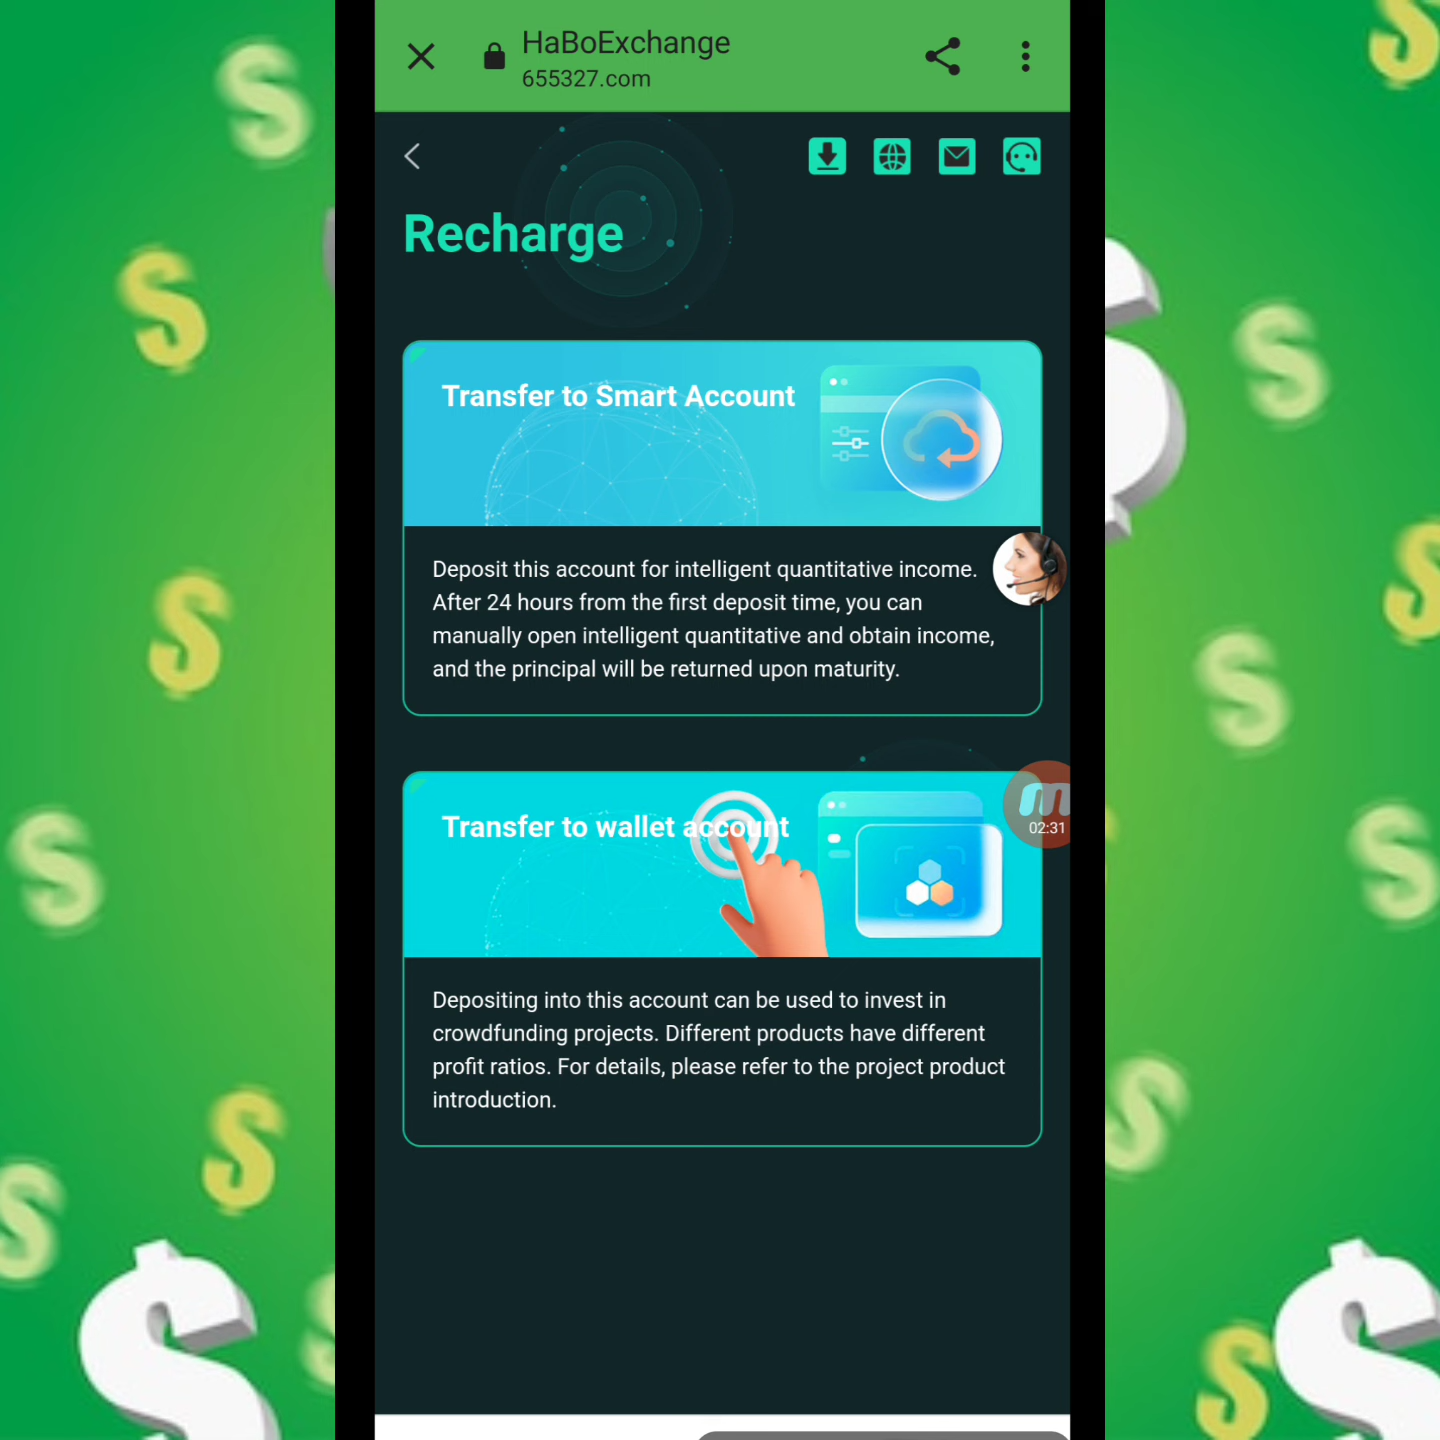 HaBoExchange
655327.com
Recharge
Transfer to Smart Account
Deposit this account for intelligent quantitative income.
After 24 hours from the first deposit time, you can
manually open intelligent quantitative and obtain income,
and the principal will be returned upon maturity.
02:31
Transfer to wallet account
Depositing into this account can be used to invest in
crowdfunding projects. Different products have different
profit ratios. For details, please refer to the project product
introduction.